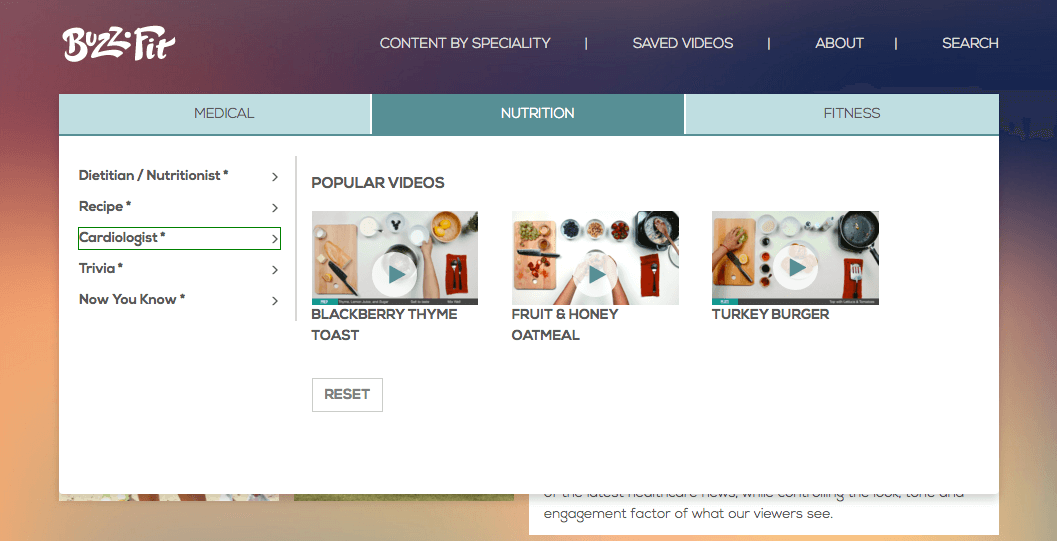 Buzz·Fit
CONTENT BY SPECIALITY | SAVED VIDEOS | ABOUT | SEARCH
MEDICAL NUTRITION FITNESS
Dietitian / Nutritionist *
Recipe *
Cardiologist *
Trivia *
Now You Know *
POPULAR VIDEOS
BLACKBERRY THYME
TOAST
FRUIT & HONEY
OATMEAL
TURKEY BURGER
RESET
of the latest healthcare news, while controlling the look, tone and
engagement factor of what our viewers see.